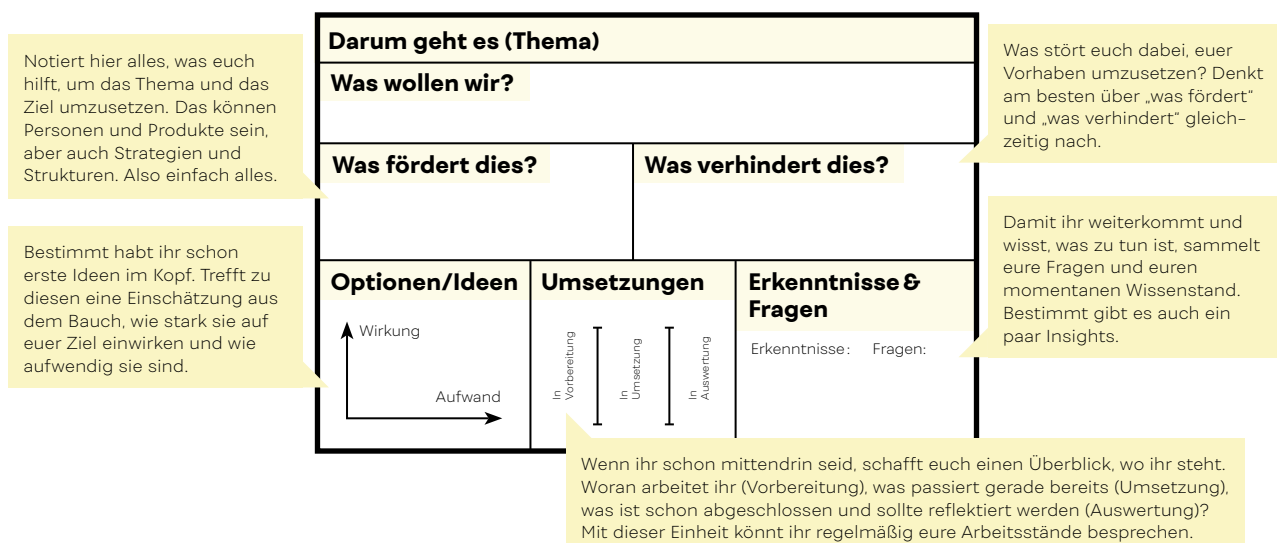 Darum geht es (Thema)
Was wollen wir?
Notiert hier alles, was euch
hilft, um das Thema und das
Ziel umzusetzen. Das können
Personen und Produkte sein,
aber auch Strategien und
Strukturen. Also einfach alles.
Was stört euch dabei, euer
Vorhaben umzusetzen? Denkt
am besten über „was fördert“
und „was verhindert“ gleich-
zeitig nach.
Was fördert dies?
Was verhindert dies?
Bestimmt habt ihr schon
erste Ideen im Kopf. Trefft zu
diesen eine Einschätzung aus
dem Bauch, wie stark sie auf
euer Ziel einwirken und wie
aufwendig sie sind.
Damit ihr weiterkommt und
wisst, was zu tun ist, sammelt
eure Fragen und euren
momentanen Wissenstand.
Bestimmt gibt es auch ein
paar Insights.
Optionen/Ideen
Wirkung
Aufwand
Umsetzungen
In
Vorbereitung
In
Umsetzung
In
Auswertung
Erkenntnisse &
Fragen
Erkenntnisse: Fragen:
Wenn ihr schon mittendrin seid, schafft euch einen Überblick, wo ihr steht.
Woran arbeitet ihr (Vorbereitung), was passiert gerade bereits (Umsetzung),
was ist schon abgeschlossen und sollte reflektiert werden (Auswertung)?
Mit dieser Einheit könnt ihr regelmäßig eure Arbeitsstände besprechen.